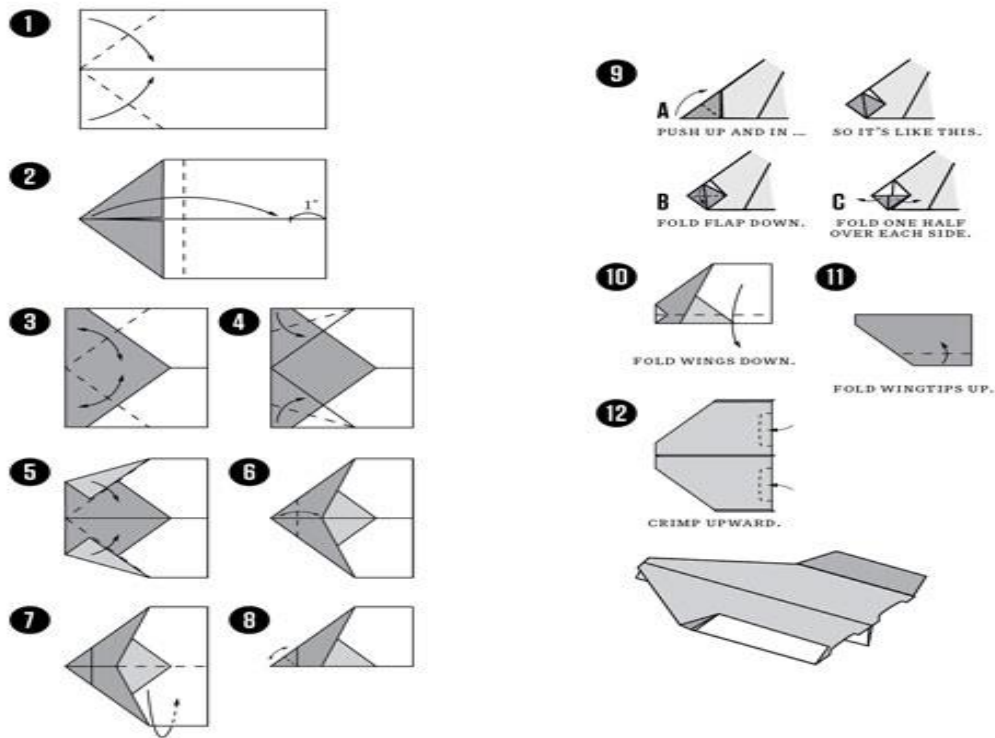 1
2
1"
3
4
5
6
7
8
9
A
PUSH UP AND IN ...
SO IT'S LIKE THIS.
B
FOLD FLAP DOWN.
C
FOLD ONE HALF
OVER EACH SIDE.
10
FOLD WINGS DOWN.
11
FOLD WINGTIPS UP.
12
CRIMP UPWARD.